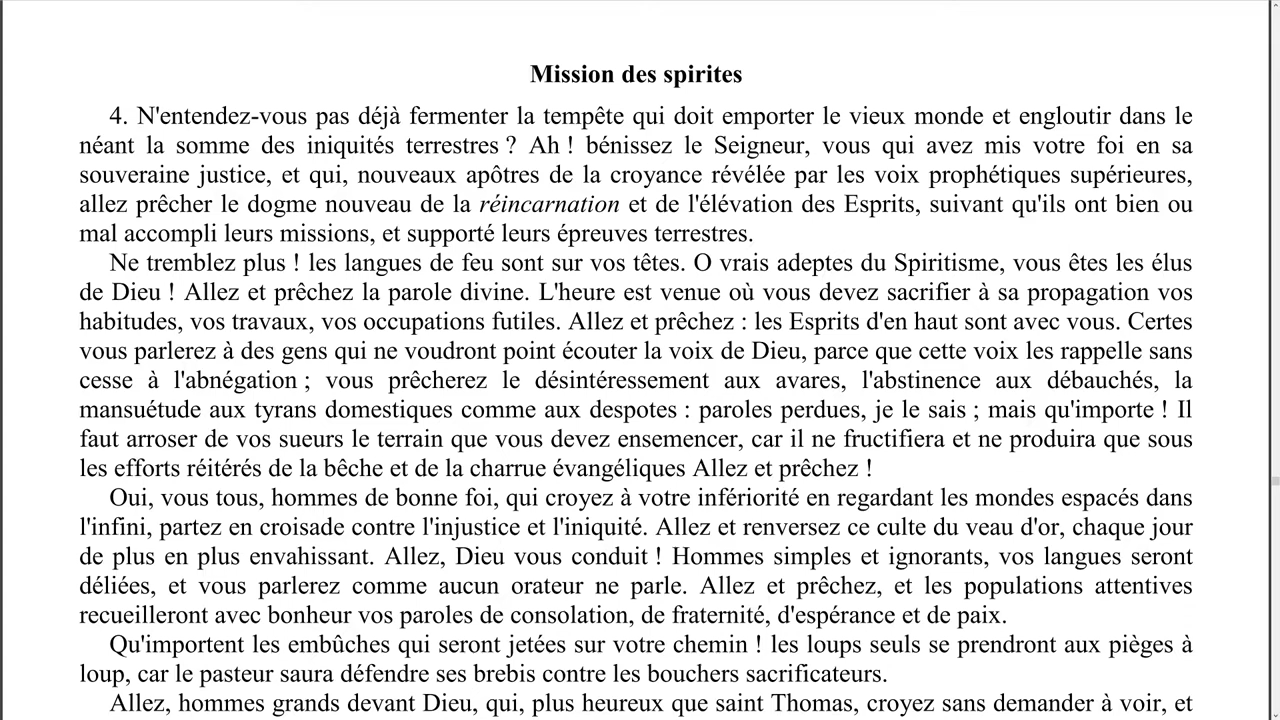 Mission des spirites
4. N'entendez-vous pas déjà fermenter la tempête qui doit emporter le vieux monde et engloutir dans le
néant la somme des iniquités terrestres ? Ah ! bénissez le Seigneur, vous qui avez mis votre foi en sa
souveraine justice, et qui, nouveaux apôtres de la croyance révélée par les voix prophétiques supérieures,
allez prêcher le dogme nouveau de la réincarnation et de l'élévation des Esprits, suivant qu'ils ont bien ou
mal accompli leurs missions, et supporté leurs épreuves terrestres.
Ne tremblez plus ! les langues de feu sont sur vos têtes. O vrais adeptes du Spiritisme, vous êtes les élus
de Dieu ! Allez et prêchez la parole divine. L'heure est venue où vous devez sacrifier à sa propagation vos
habitudes, vos travaux, vos occupations futiles. Allez et prêchez : les Esprits d'en haut sont avec vous. Certes
vous parlerez à des gens qui ne voudront point écouter la voix de Dieu, parce que cette voix les rappelle sans
cesse à l'abnégation ; vous prêcherez le désintéressement aux avares, l'abstinence aux débauchés, la
mansuétude aux tyrans domestiques comme aux despotes : paroles perdues, je le sais ; mais qu'importe ! Il
faut arroser de vos sueurs le terrain que vous devez ensemencer, car il ne fructifiera et ne produira que sous
les efforts réitérés de la bêche et de la charrue évangéliques Allez et prêchez !
Oui, vous tous, hommes de bonne foi, qui croyez à votre infériorité en regardant les mondes espacés dans
l'infini, partez en croisade contre l'injustice et l'iniquité. Allez et renversez ce culte du veau d'or, chaque jour
de plus en plus envahissant. Allez, Dieu vous conduit ! Hommes simples et ignorants, vos langues seront
déliées, et vous parlerez comme aucun orateur ne parle. Allez et prêchez, et les populations attentives
recueilleront avec bonheur vos paroles de consolation, de fraternité, d'espérance et de paix.
Qu'importent les embûches qui seront jetées sur votre chemin ! les loups seuls se prendront aux pièges à
loup, car le pasteur saura défendre ses brebis contre les bouchers sacrificateurs.
Allez, hommes grands devant Dieu, qui, plus heureux que saint Thomas, croyez sans demander à voir, et